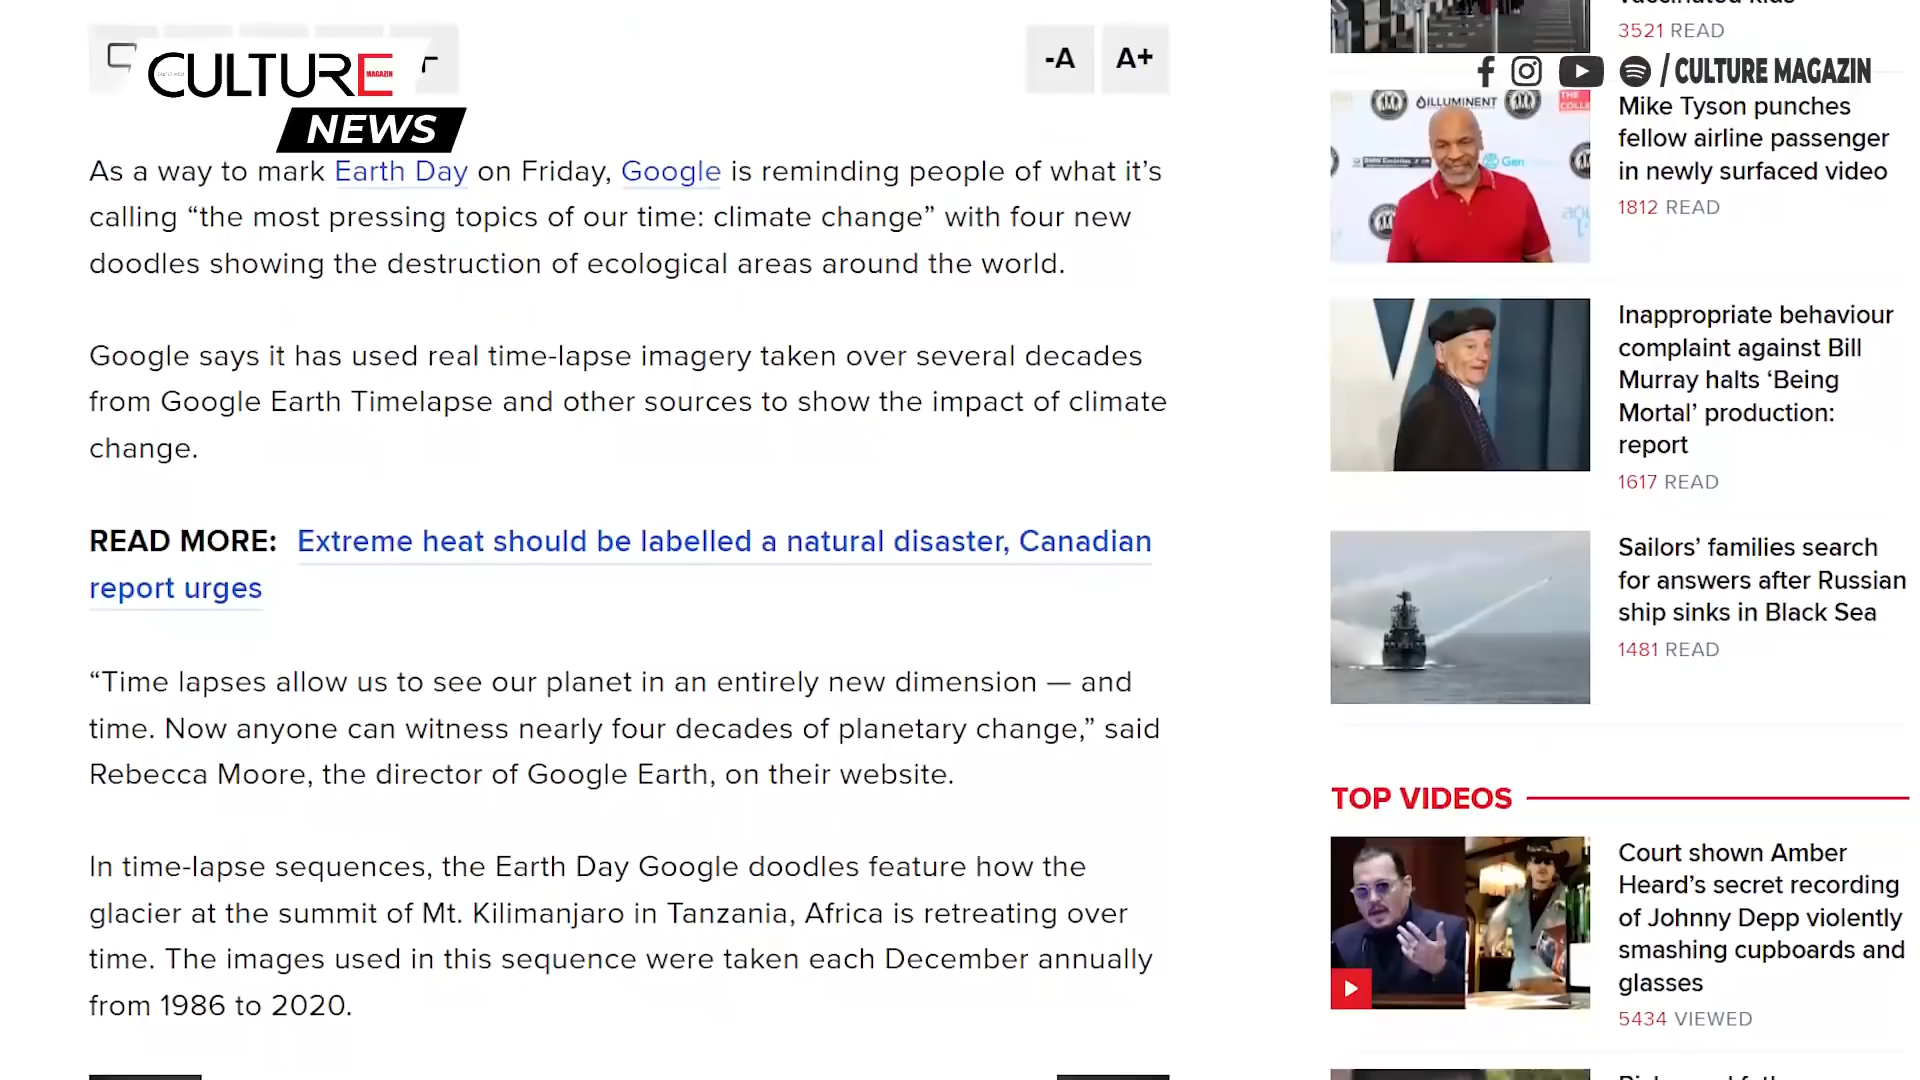 CULTURE
MAGAZIN
NEWS
-A
A+
As a way to mark Earth Day on Friday, Google is reminding people of what it’s
calling “the most pressing topics of our time: climate change” with four new
doodles showing the destruction of ecological areas around the world.
Google says it has used real time-lapse imagery taken over several decades
from Google Earth Timelapse and other sources to show the impact of climate
change.
READ MORE: Extreme heat should be labelled a natural disaster, Canadian
report urges
“Time lapses allow us to see our planet in an entirely new dimension — and
time. Now anyone can witness nearly four decades of planetary change,” said
Rebecca Moore, the director of Google Earth, on their website.
In time-lapse sequences, the Earth Day Google doodles feature how the
glacier at the summit of Mt. Kilimanjaro in Tanzania, Africa is retreating over
time. The images used in this sequence were taken each December annually
from 1986 to 2020.
3521 READ
/ CULTURE MAGAZIN
ILLUMINENT
THE
Mike Tyson punches
fellow airline passenger
in newly surfaced video
1812 READ
Inappropriate behaviour
complaint against Bill
Murray halts ‘Being
Mortal’ production:
report
1617 READ
Sailors’ families search
for answers after Russian
ship sinks in Black Sea
1481 READ
TOP VIDEOS
Court shown Amber
Heard’s secret recording
of Johnny Depp violently
smashing cupboards and
glasses
5434 VIEWED